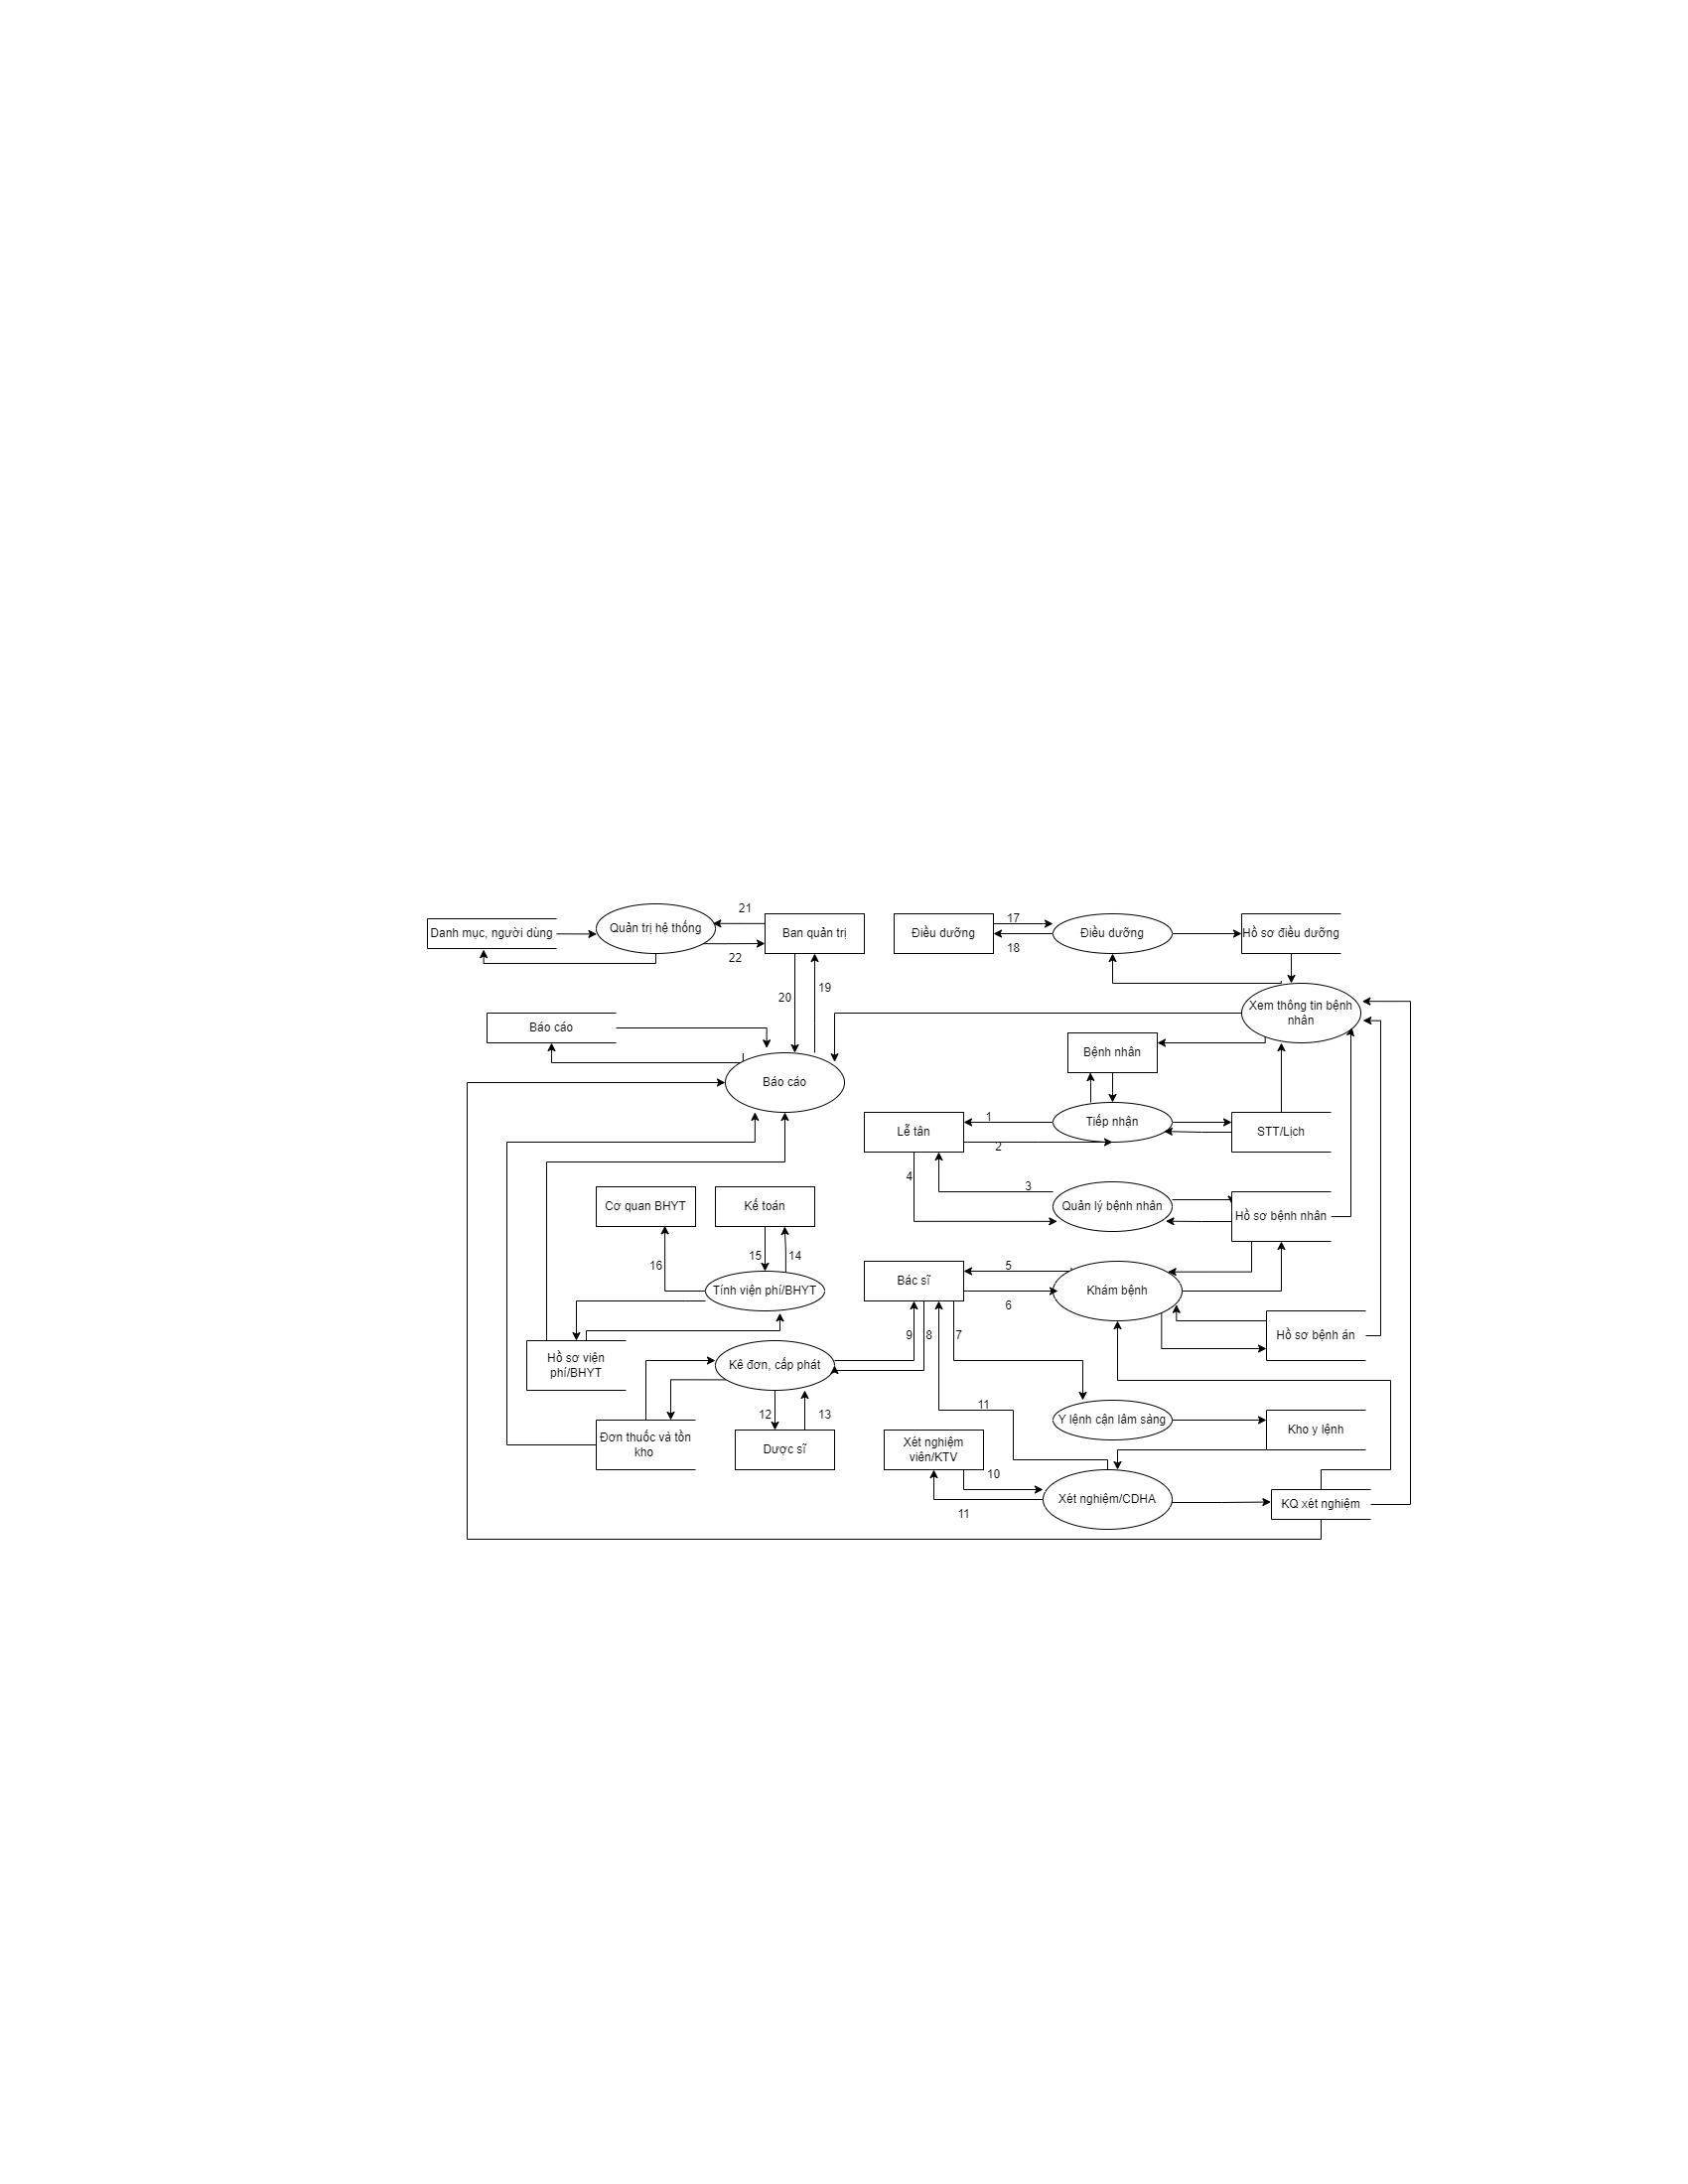 21
Danh mục, người dùng
Quản trị hệ thống
Ban quản trị
22
17
Điều dưỡng
Điều dưỡng
Hồ sơ điều dưỡng
18
20
19
Xem thông tin bệnh
nhân
Báo cáo
Bệnh nhân
Báo cáo
1
Tiếp nhận
Lễ tân
STT/Lịch
2
4
3
Cơ quan BHYT
Kế toán
Quản lý bệnh nhân
Hồ sơ bệnh nhân
16
15
14
5
Tính viện phí/BHYT
Bác sĩ
Khám bệnh
6
9
8
7
Hồ sơ bệnh án
Hồ sơ viện
phí/BHYT
Kê đơn, cấp phát
11
12
13
Y lệnh cận lâm sàng
Kho y lệnh
Đơn thuốc và tồn
kho
Dược sĩ
Xét nghiệm
viên/KTV
10
Xét nghiệm/CDHA
KQ xét nghiệm
11